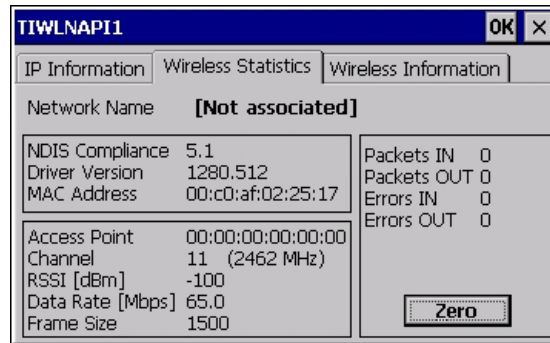 TIWLNAPI1 OK ×
IP Information Wireless Statistics Wireless Information
Network Name [Not associated]
NDIS Compliance 5.1
Driver Version 1280.512
MAC Address 00:c0:af:02:25:17
Packets IN 0
Packets OUT 0
Errors IN 0
Errors OUT 0
Access Point 00:00:00:00:00:00
Channel 11 (2462 MHz)
RSSI [dBm] -100
Data Rate [Mbps] 65.0
Frame Size 1500
Zero